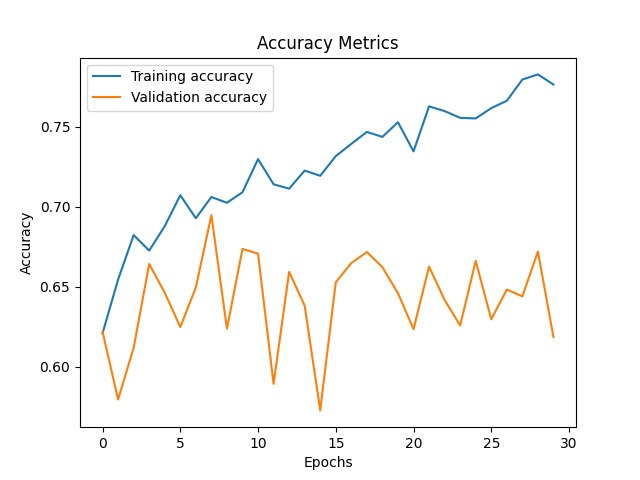 Accuracy Metrics
Training accuracy
Validation accuracy
0.75
0.70
0.65
0.60
Accuracy
0 5 10 15 20 25 30
Epochs